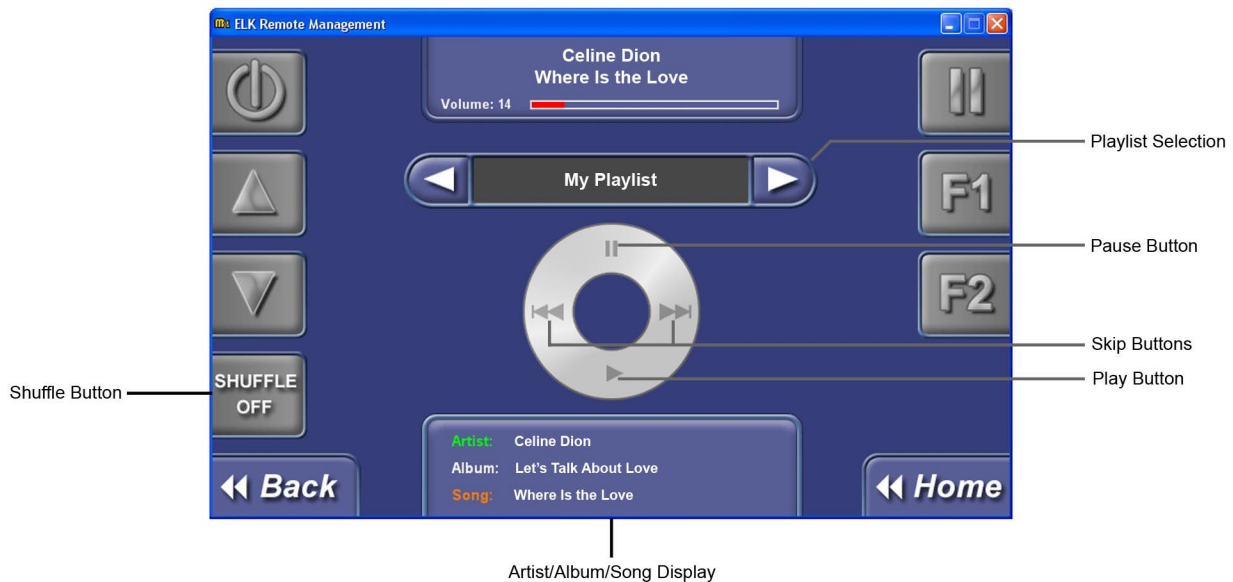 ELK Remote Management
Celine Dion
Where Is the Love
Volume: 14
Playlist Selection
My Playlist
F1
Pause Button
F2
Skip Buttons
Play Button
Shuffle Button
SHUFFLE
OFF
Artist: Celine Dion
Album: Let's Talk About Love
Song: Where Is the Love
Back
Home
Artist/Album/Song Display